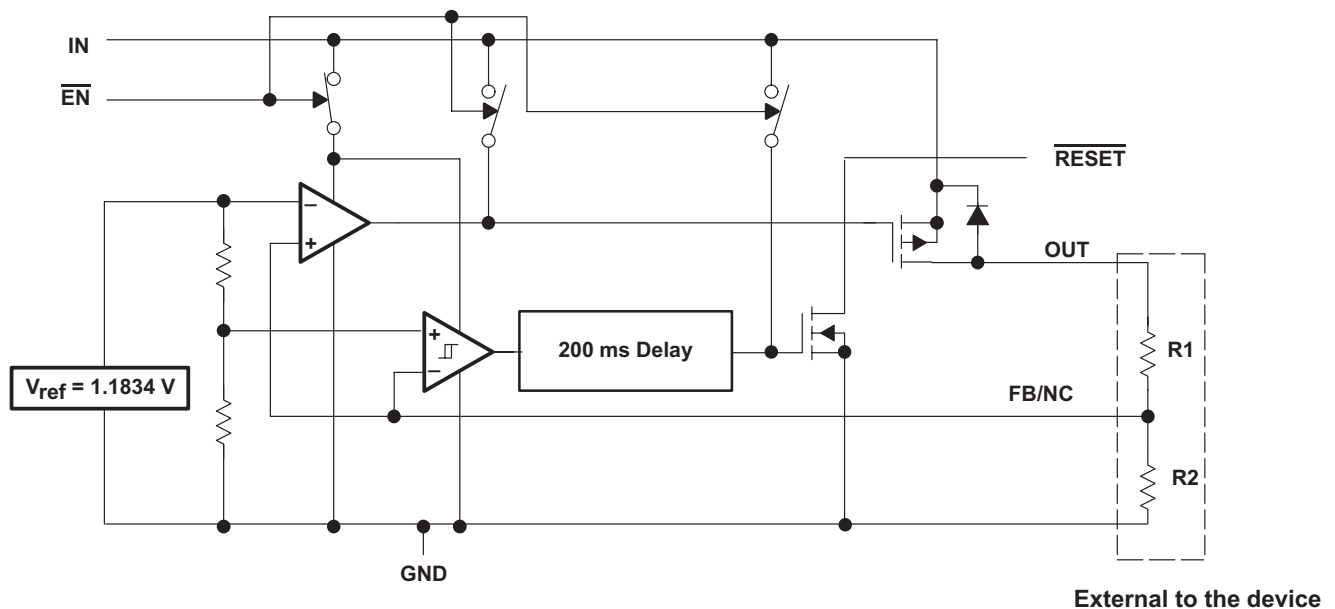 IN
EN
RESET
OUT
−
+
+
−
200 ms Delay
R1
Vref = 1.1834 V
FB/NC
R2
GND
External to the device